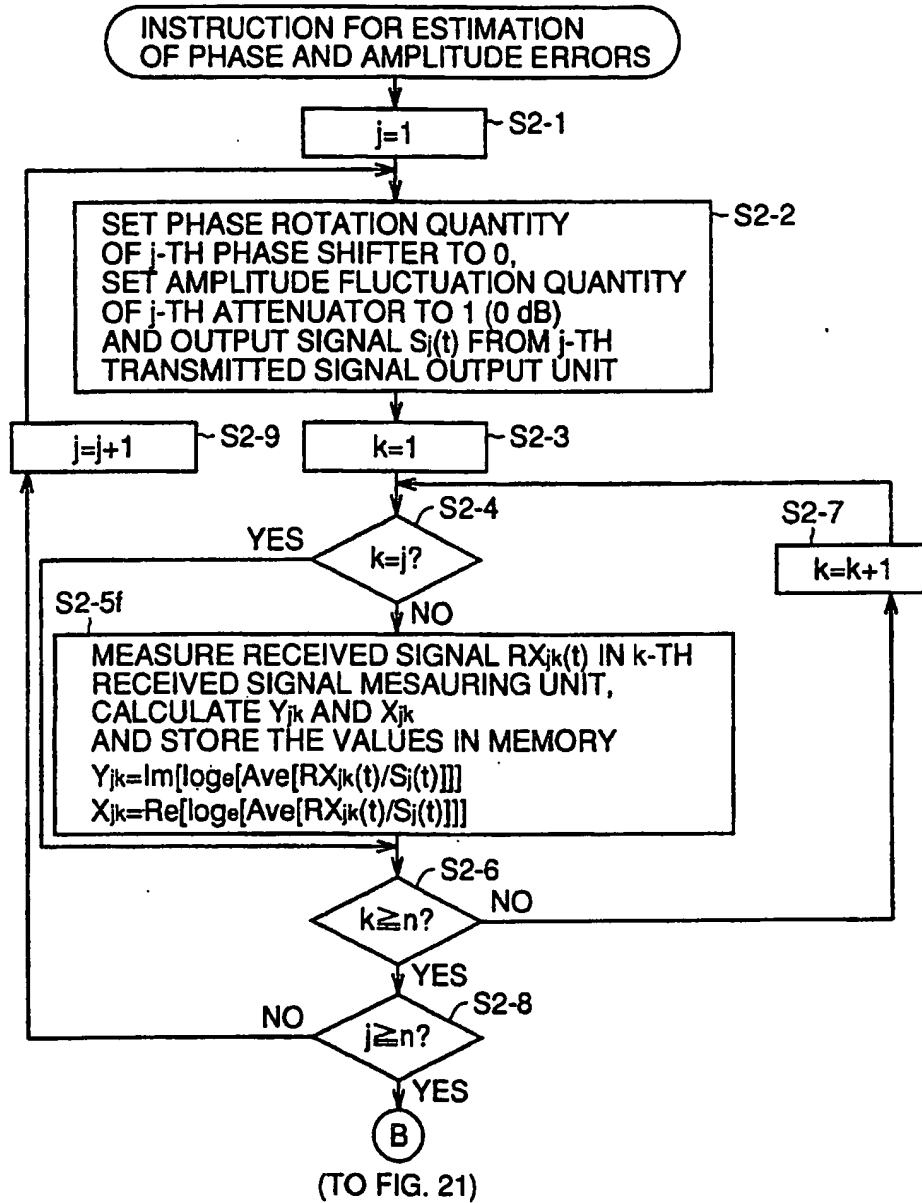 INSTRUCTION FOR ESTIMATION
OF PHASE AND AMPLITUDE ERRORS
j=1
S2-1
SET PHASE ROTATION QUANTITY
OF j-TH PHASE SHIFTER TO 0,
SET AMPLITUDE FLUCTUATION QUANTITY
OF j-TH ATTENUATOR TO 1 (0 dB)
AND OUTPUT SIGNAL Sj(t) FROM j-TH
TRANSMITTED SIGNAL OUTPUT UNIT
S2-2
j=j+1
S2-9
k=1
S2-3
S2-4
YES
k=j?
S2-7
k=k+1
NO
S2-5f
MEASURE RECEIVED SIGNAL RXjk(t) IN k-TH
RECEIVED SIGNAL MESAURING UNIT,
CALCULATE Yjk AND Xjk
AND STORE THE VALUES IN MEMORY
Yjk=Im[loge[Ave[RXjk(t)/Sj(t)]]]
Xjk=Re[loge[Ave[RXjk(t)/Sj(t)]]]
S2-6
k≧n?
NO
YES
S2-8
NO
j≧n?
YES
B
(TO FIG. 21)